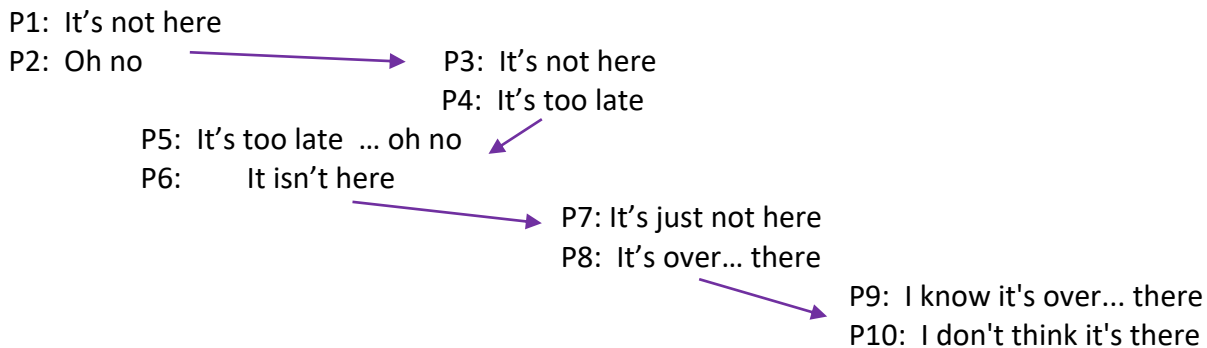 P1: It’s not here
P2: Oh no
P3: It’s not here
P4: It’s too late
P5: It’s too late … oh no
P6: It isn’t here
P7: It’s just not here
P8: It’s over… there
P9: I know it's over... there
P10: I don't think it's there